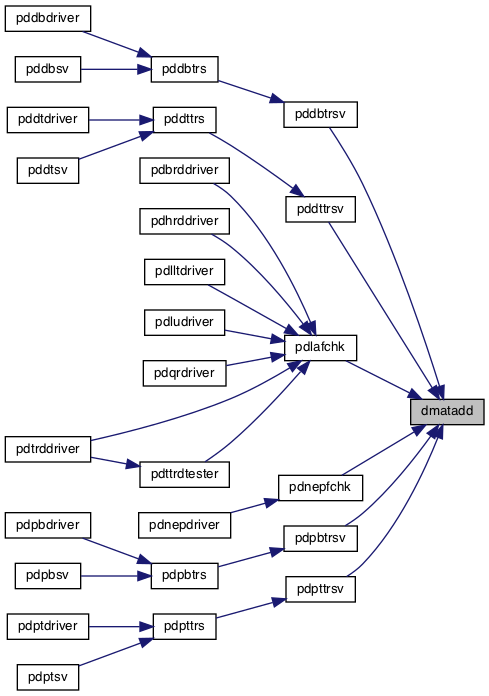 pddbdriver
pddbsv
pddbtrs
pddbtrsv
pddtdriver
pddttrs
pddtsv
pdbrddriver
pddttrsv
pdhrddriver
pdlltdriver
pdludriver
pdlafchk
pdqrdriver
dmatadd
pdtrddriver
pdttrdtester
pdnepfchk
pdnepdriver
pdpbdriver
pdpbtrsv
pdpbsv
pdpbtrs
pdpttrsv
pdptdriver
pdpttrs
pdptsv